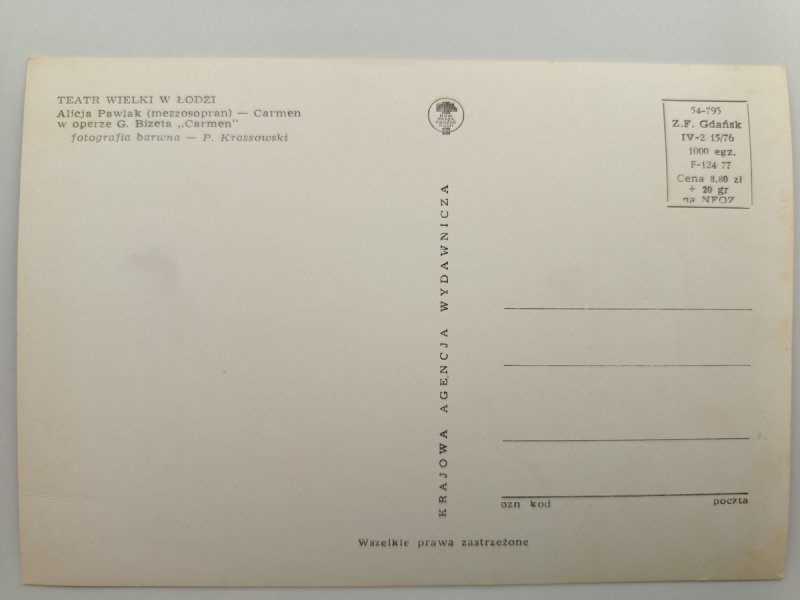 TEATR WIELKI W ŁODZI
Alicja Pawlak (mezzosopran) — Carmen
w operze G. Bizeta „Carmen"
fotografia barwna — P. Krassowski
KRAJOWA AGENCJA WYDAWNICZA
54-795
Z.F. Gdańsk
IV-2 15/76
1000 egz.
P-124 77
Cena 8,80 zł
+ 20 gr
na NFOZ
ozn kod poczta
Wszelkie prawa zastrzeżone